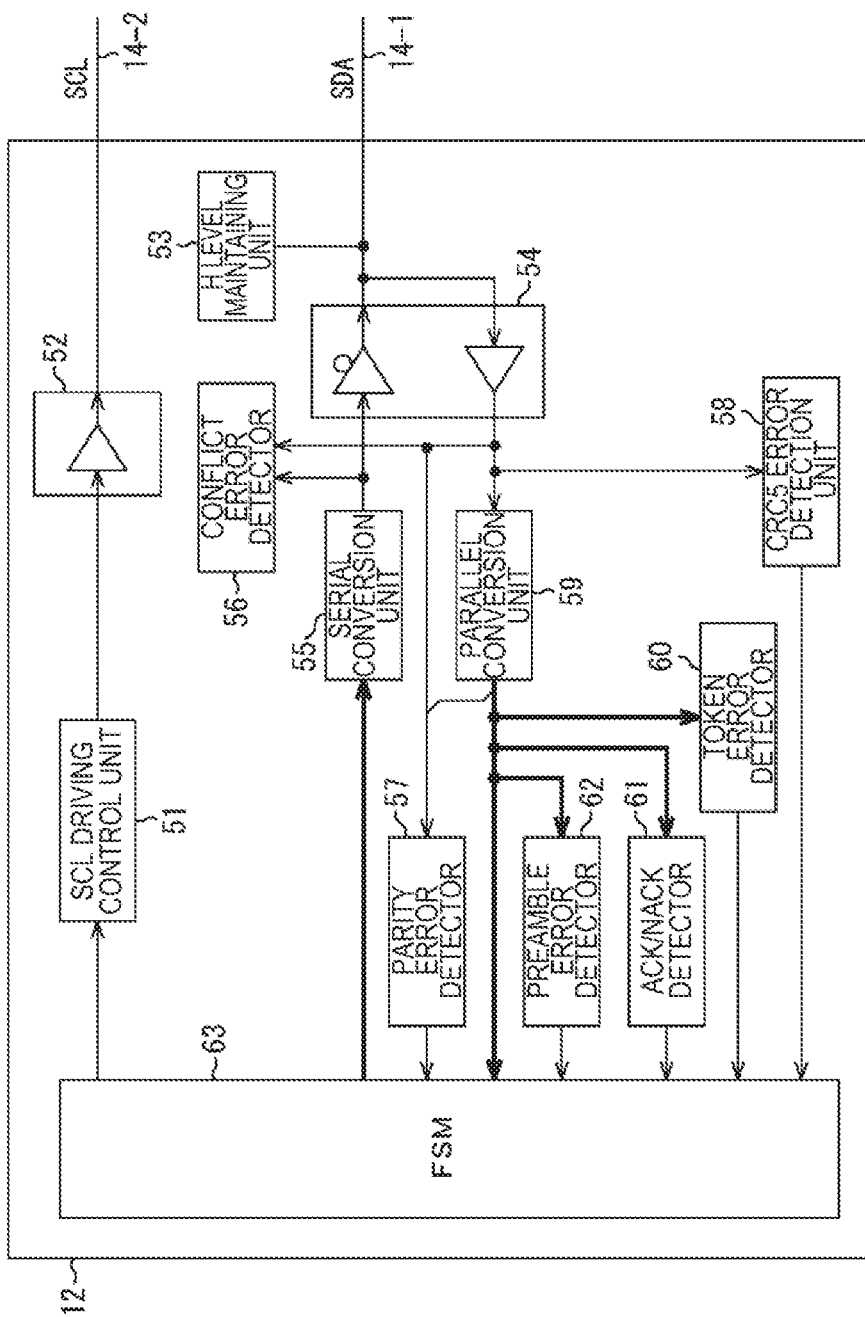 SCL
14-2
SDA
14-1
52
H LEVEL
MAINTAINING
UNIT
53
54
CONFLICT
ERROR
DETECTOR
56
SERIAL
CONVERSION
UNIT
55
PARALLEL
CONVERSION
UNIT
59
CRC5 ERROR
DETECTION
UNIT
58
TOKEN
ERROR
DETECTOR
60
SCL DRIVING
CONTROL UNIT
51
PARITY
ERROR
DETECTOR
57
PREAMBLE
ERROR
DETECTOR
62
ACK/NACK
DETECTOR
61
63
FSM
12